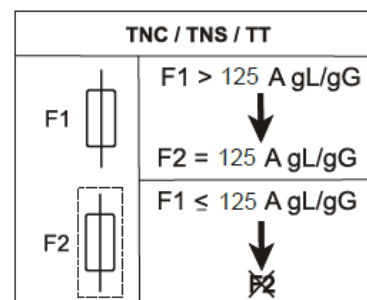 TNC / TNS / TT
F1 > 125 A gL/gG
F1
F2 = 125 A gL/gG
F1 ≤ 125 A gL/gG
F2
F2